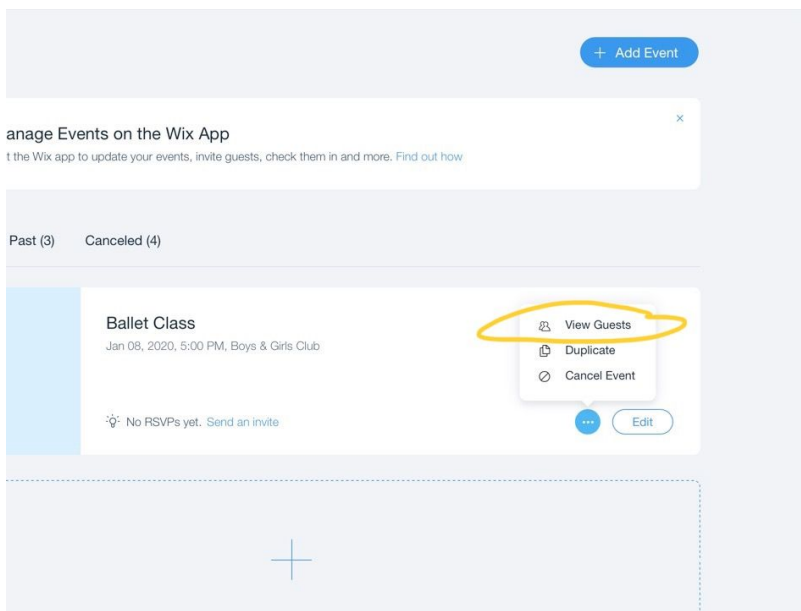 + Add Event
anage Events on the Wix App
t the Wix app to update your events, invite guests, check them in and more. Find out how
Past (3) Canceled (4)
Ballet Class
Jan 08, 2020, 5:00 PM, Boys & Girls Club
View Guests
Duplicate
Cancel Event
No RSVPs yet. Send an invite
Edit